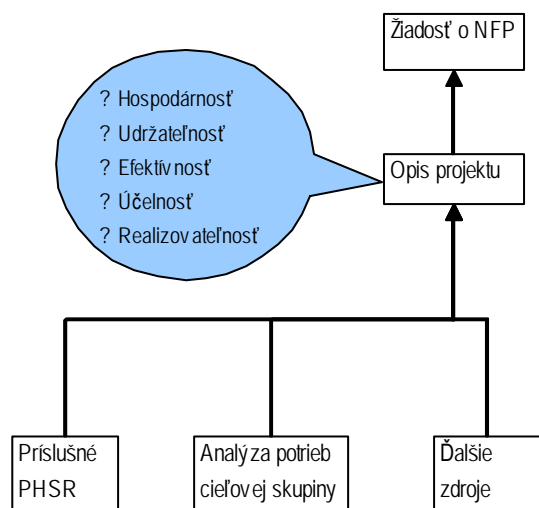 Žiadosť o NFP
? Hospodárnosť
? Udržateľnosť
? Efektívnosť
? Účelnosť
? Realizovateľnosť
Opis projektu
Príslušné
PHSR
Analýza potrieb
cieľovej skupiny
Ďalšie
zdroje